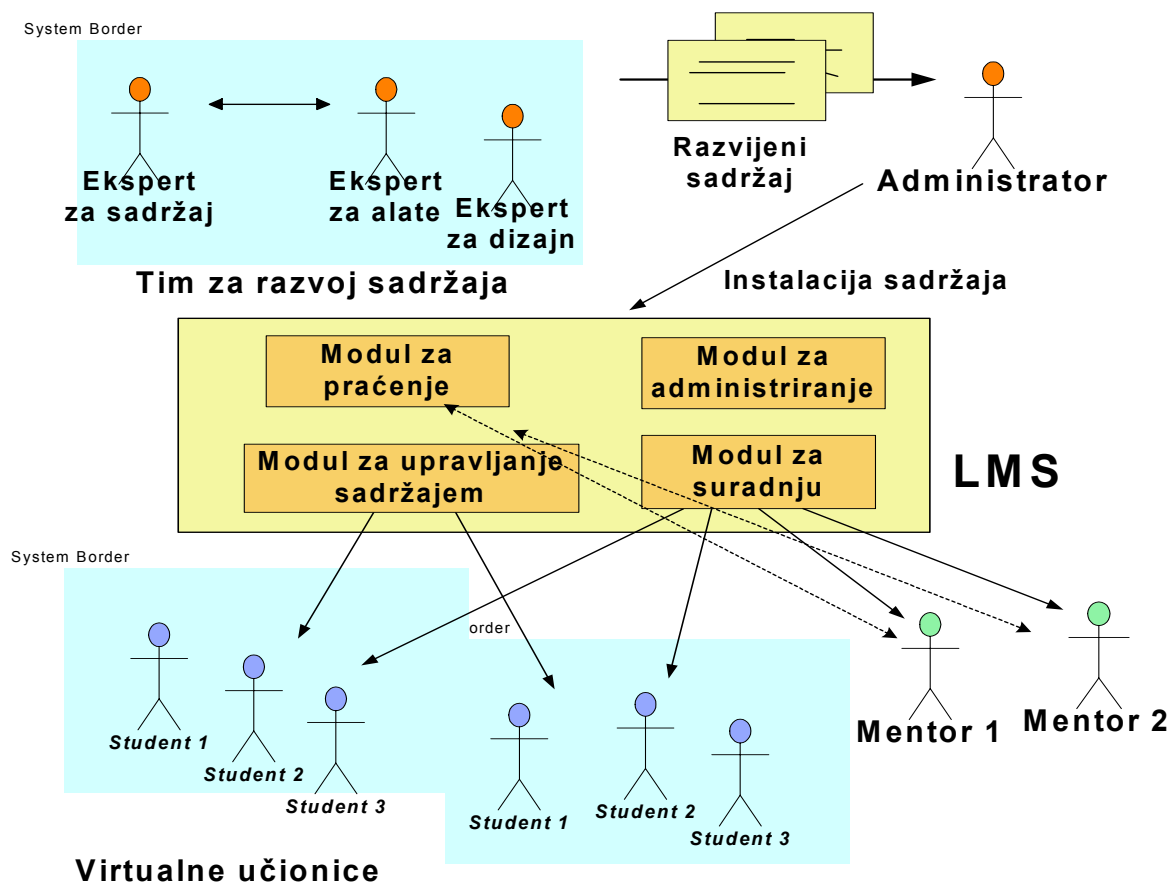 System Border
Ekspert
za sadržaj
Ekspert
za alate
Ekspert
za dizajn
Tim za razvoj sadržaja
Razvijeni
sadržaj
Administrator
Instalacija sadržaja
Modul za
praćenje
Modul za
administriranje
Modul za upravljanje
sadržajem
Modul za
suradnju
LMS
System Border
order
Student 1
Student 2
Student 3
Student 1
Student 2
Student 3
Mentor 1
Mentor 2
Virtualne učionice